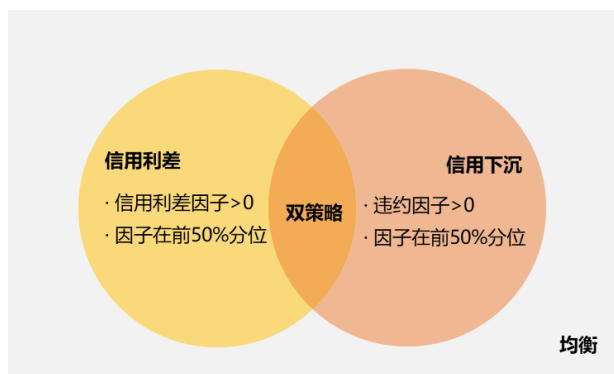 信用利差
· 信用利差因子>0
· 因子在前50%分位
双策略
信用下沉
· 违约因子>0
· 因子在前50%分位
均衡